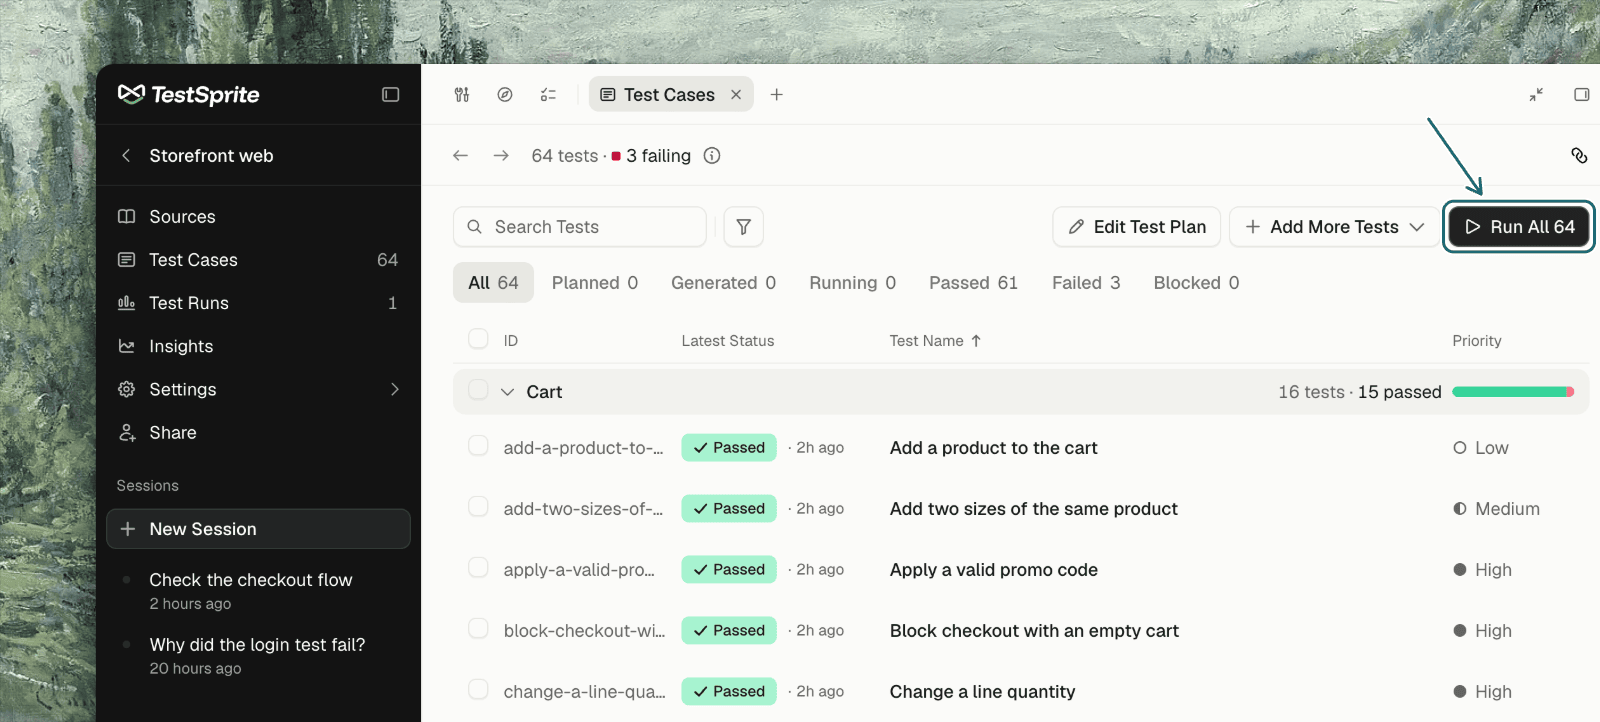 TestSprite
Test Cases
Storefront web
64 tests · 3 failing
Sources
Test Cases 64
Test Runs 1
Insights
Settings
Share
Sessions
New Session
Check the checkout flow
2 hours ago
Why did the login test fail?
20 hours ago
Search Tests
Edit Test Plan
Add More Tests
Run All 64
All 64 Planned 0 Generated 0 Running 0 Passed 61 Failed 3 Blocked 0
ID Latest Status Test Name ↑ Priority
Cart 16 tests · 15 passed
add-a-product-to-... Passed · 2h ago Add a product to the cart Low
add-two-sizes-of-... Passed · 2h ago Add two sizes of the same product Medium
apply-a-valid-pro... Passed · 2h ago Apply a valid promo code High
block-checkout-wi... Passed · 2h ago Block checkout with an empty cart High
change-a-line-qua... Passed · 2h ago Change a line quantity High